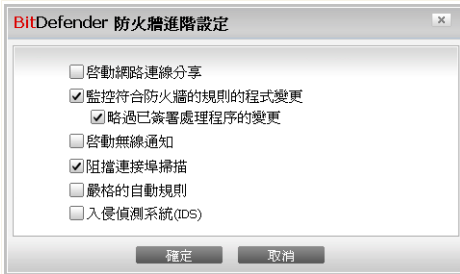 BitDefender 防火牆進階設定
啓動網路連線分享
監控符合防火牆的規則的程式變更
略過已簽署處理程序的變更
啓動無線通知
阻擋連接埠掃描
嚴格的自動規則
入侵偵測系統(IDS)
確定 取消